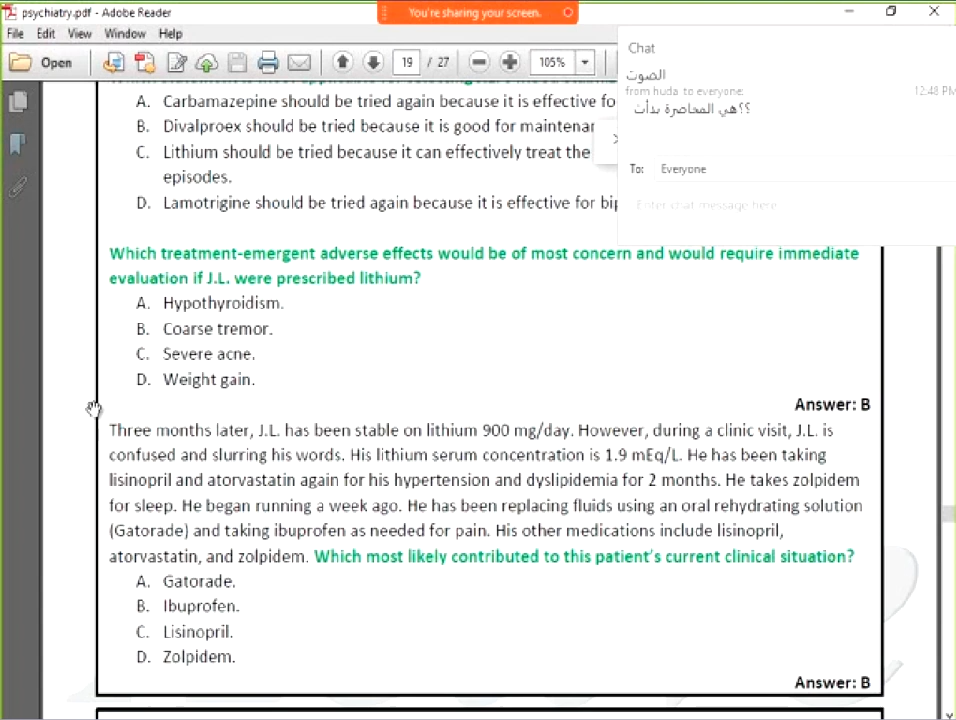 psychiatry.pdf - Adobe Reader
You're sharing your screen.
File Edit View Window Help
Open
19 / 27
105%
Chat
الصوت
from huda to everyone:
12:48 PM
هي المحاضرة بدأت؟؟
To: Everyone
Enter chat message here
A. Carbamazepine should be tried again because it is effective fo
B. Divalproex should be tried because it is good for maintenan
C. Lithium should be tried because it can effectively treat the
episodes.
D. Lamotrigine should be tried again because it is effective for bip
Which treatment-emergent adverse effects would be of most concern and would require immediate
evaluation if J.L. were prescribed lithium?
A. Hypothyroidism.
B. Coarse tremor.
C. Severe acne.
D. Weight gain.
Answer: B
Three months later, J.L. has been stable on lithium 900 mg/day. However, during a clinic visit, J.L. is
confused and slurring his words. His lithium serum concentration is 1.9 mEq/L. He has been taking
lisinopril and atorvastatin again for his hypertension and dyslipidemia for 2 months. He takes zolpidem
for sleep. He began running a week ago. He has been replacing fluids using an oral rehydrating solution
(Gatorade) and taking ibuprofen as needed for pain. His other medications include lisinopril,
atorvastatin, and zolpidem. Which most likely contributed to this patient's current clinical situation?
A. Gatorade.
B. Ibuprofen.
C. Lisinopril.
D. Zolpidem.
Answer: B